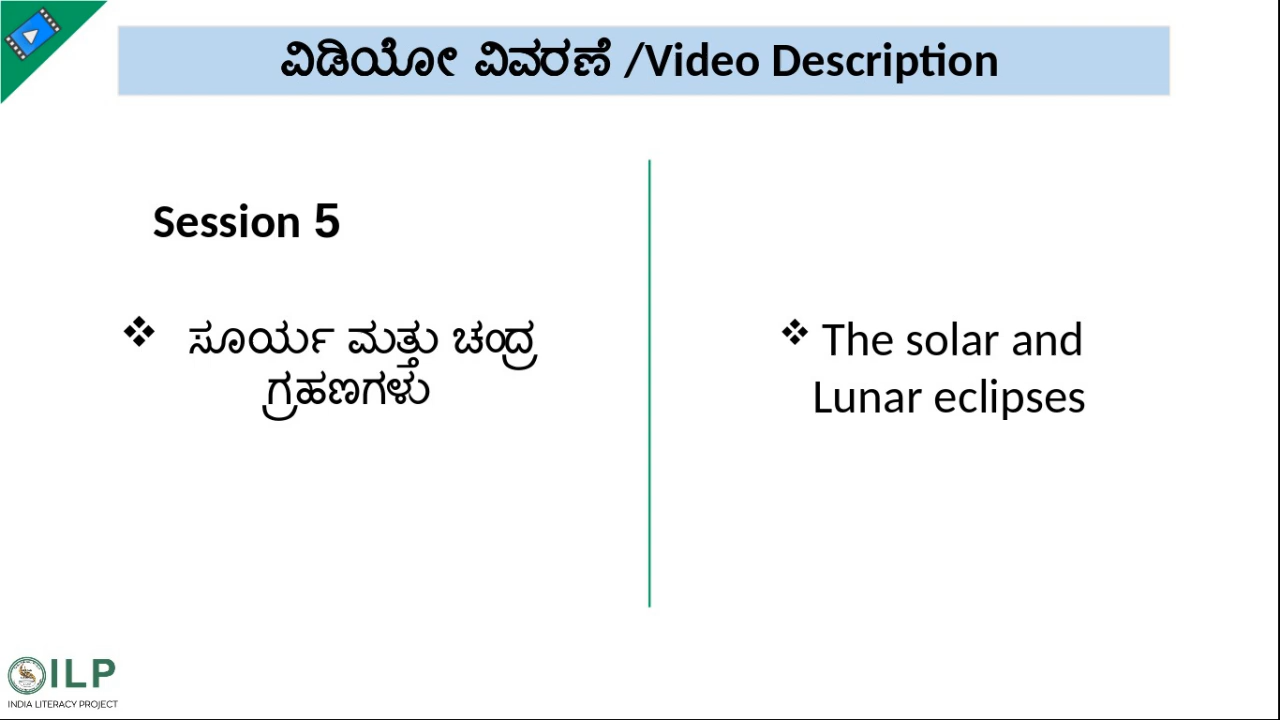 ವಿಡಿಯೋ ವಿವರಣೆ /Video Description
Session 5
❖ ಸೂರ್ಯ ಮತ್ತು ಚಂದ್ರ
ಗ್ರಹಣಗಳು
❖ The solar and
Lunar eclipses
ILP
INDIA LITERACY PROJECT